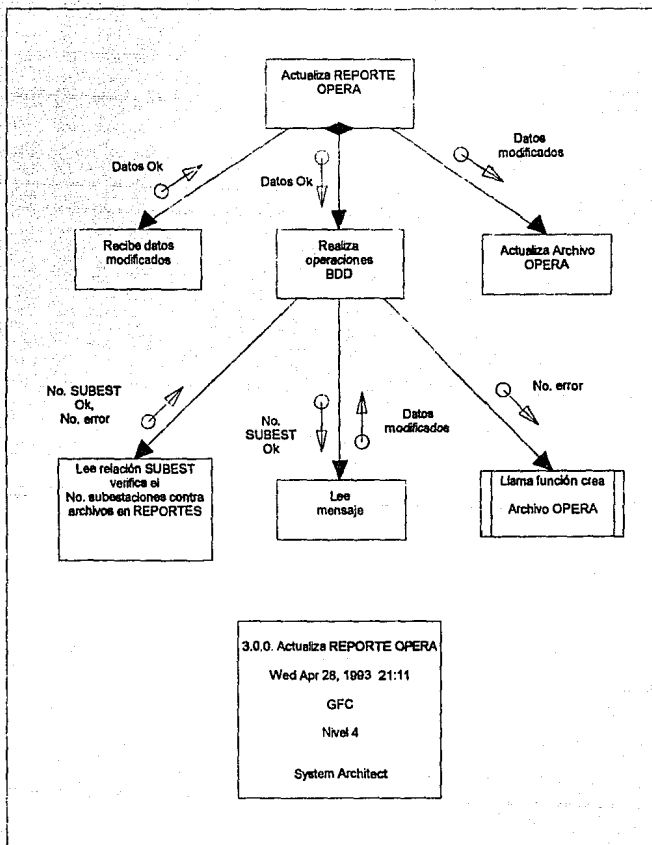 Actualiza REPORTE
OPERA
Datos Ok
Datos Ok
Datos
modificados
Recibe datos
modificados
Realiza
operaciones
BDD
Actualiza Archivo
OPERA
No. SUBEST
Ok,
No. error
No.
SUBEST
Ok
Datos
modificados
No. error
Lee relación SUBEST
verifica el
No. subestaciones contra
archivos en REPORTES
Lee
mensaje
Llama función crea
Archivo OPERA
3.0.0. Actualiza REPORTE OPERA
Wed Apr 28, 1993 21:11
GFC
Nivel 4
System Architect